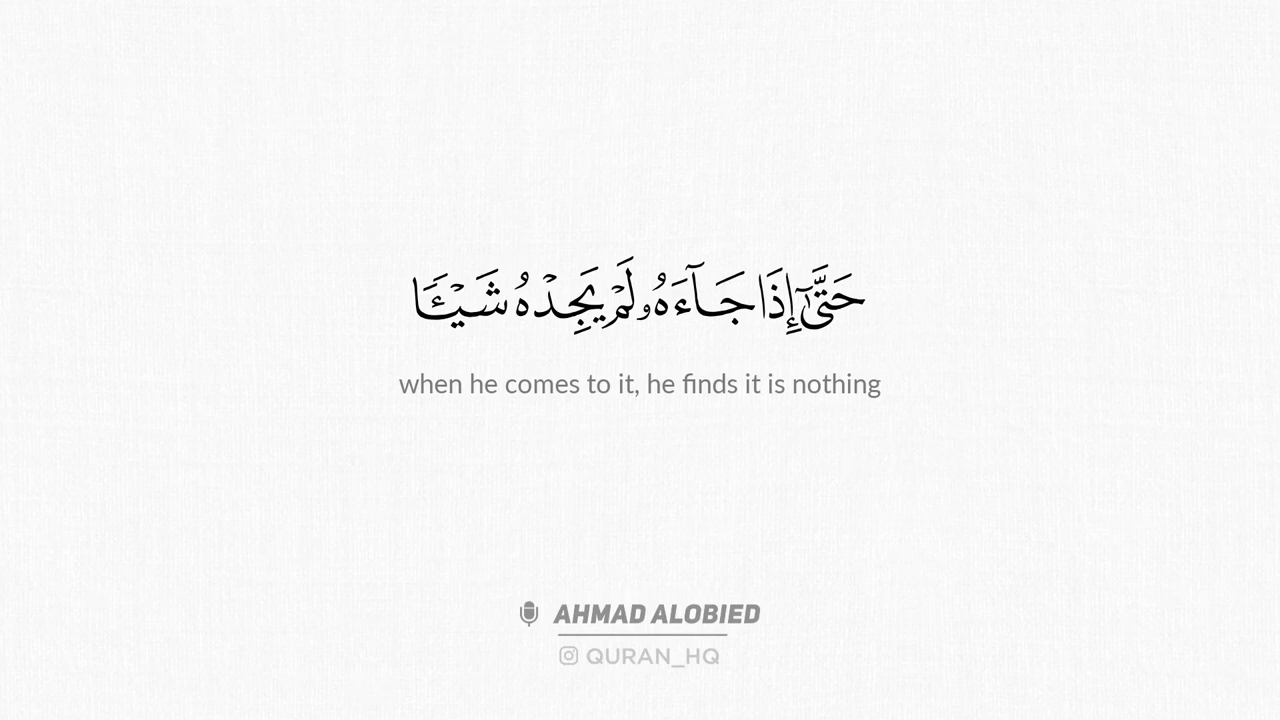 حَتَّىٰٓ إِذَا جَآءَهُۥ لَمْ يَجِدْهُ شَيْـًٔا
when he comes to it, he finds it is nothing
AHMAD ALOBIED
QURAN_HQ